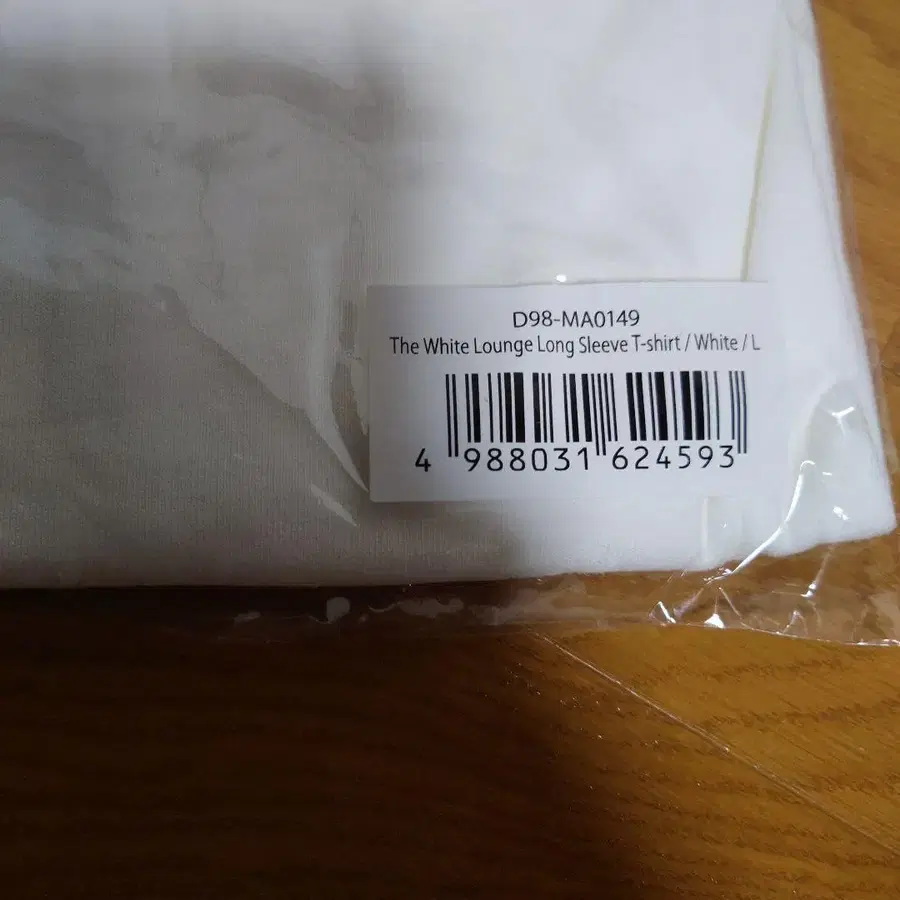 D98-MA0149
The White Lounge Long Sleeve T-shirt / White / L
4 988031 624593